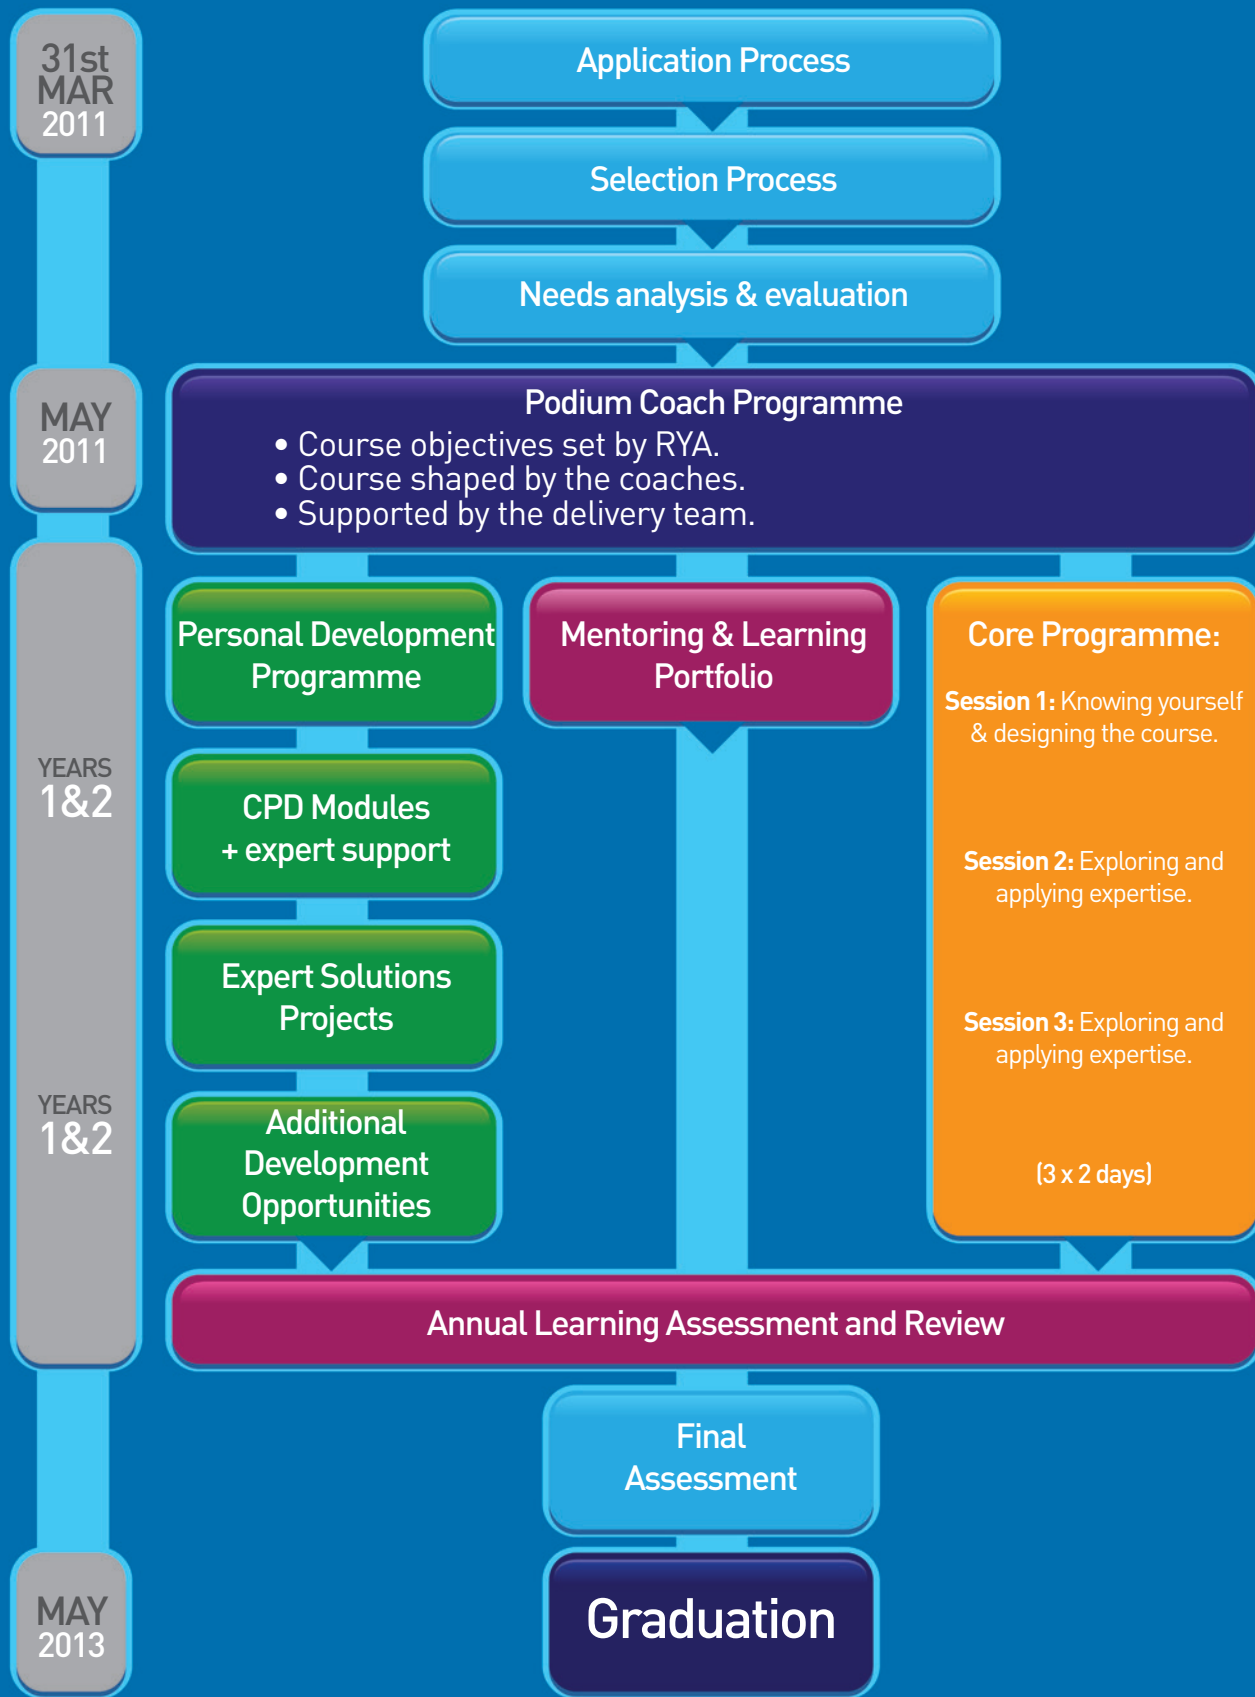 31st
MAR
2011
Application Process
Selection Process
Needs analysis & evaluation
MAY
2011
Podium Coach Programme
• Course objectives set by RYA.
• Course shaped by the coaches.
• Supported by the delivery team.
YEARS
1&2
YEARS
1&2
Personal Development
Programme
CPD Modules
+ expert support
Expert Solutions
Projects
Additional
Development
Opportunities
Mentoring & Learning
Portfolio
Core Programme:
Session 1: Knowing yourself
& designing the course.
Session 2: Exploring and
applying expertise.
Session 3: Exploring and
applying expertise.
(3 x 2 days)
Annual Learning Assessment and Review
Final
Assessment
MAY
2013
Graduation